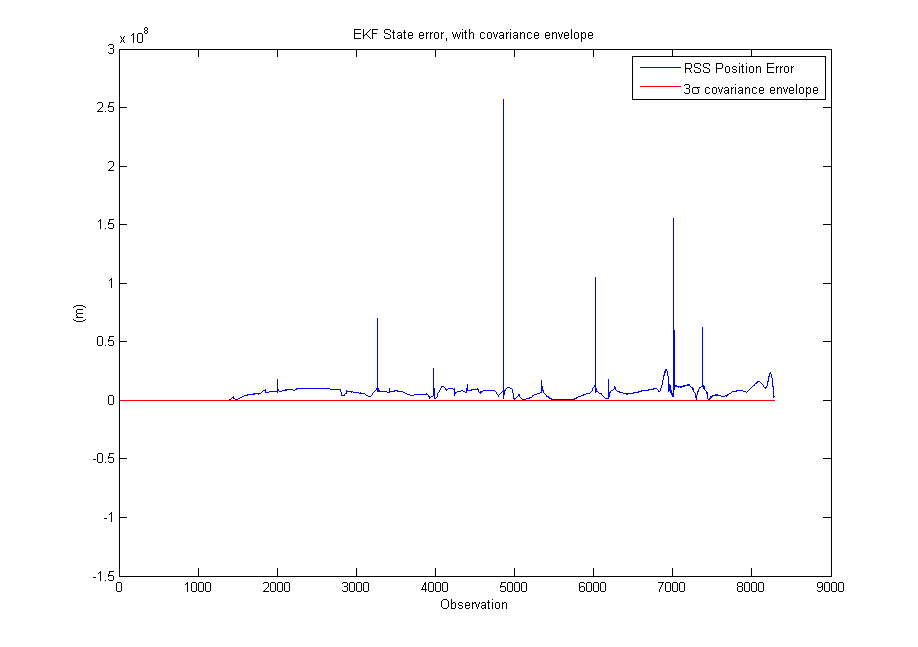 EKF State error, with covariance envelope
x 10^8
3
2.5
2
1.5
1
0.5
0
-0.5
-1
-1.5
(m)
RSS Position Error
3σ covariance envelope
0 1000 2000 3000 4000 5000 6000 7000 8000 9000
Observation